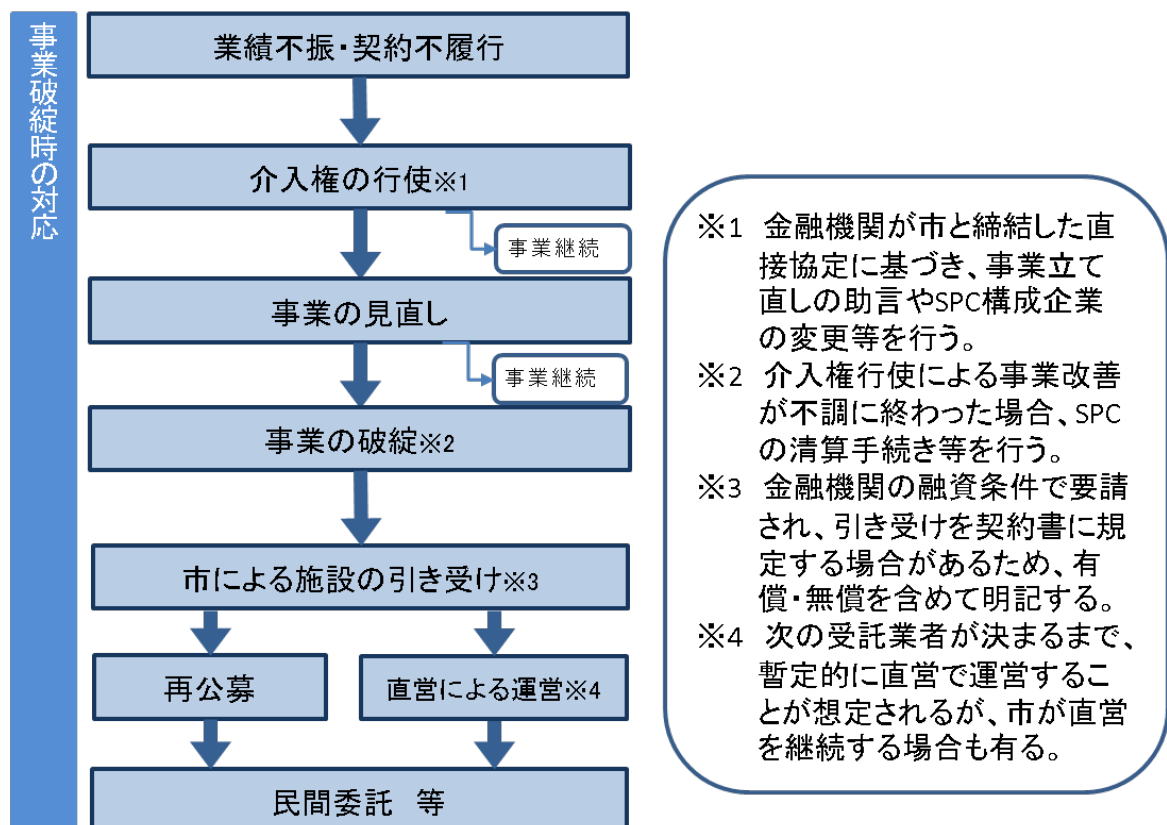 事業破綻時の対応
業績不振・契約不履行
介入権の行使※1
事業継続
事業の見直し
事業継続
事業の破綻※2
市による施設の引き受け※3
再公募
直営による運営※4
民間委託　等
※1　金融機関が市と締結した直
接協定に基づき、事業立て
直しの助言やSPC構成企業
の変更等を行う。
※2　介入権行使による事業改善
が不調に終わった場合、SPC
の清算手続き等を行う。
※3　金融機関の融資条件で要請
され、引き受けを契約書に規
定する場合があるため、有
償・無償を含めて明記する。
※4　次の受託業者が決まるまで、
暫定的に直営で運営するこ
とが想定されるが、市が直営
を継続する場合も有る。